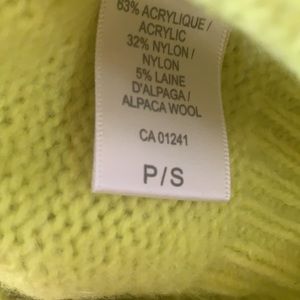 63% ACRYLIQUE /
ACRYLIC
32% NYLON /
NYLON
5% LAINE
D'ALPAGA /
ALPACA WOOL
CA 01241
P/S